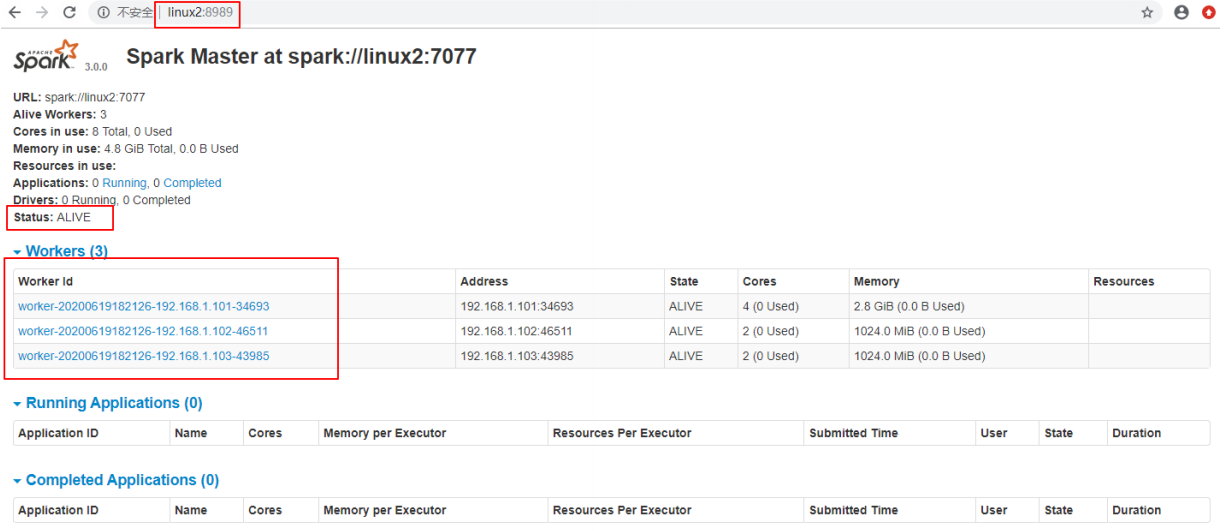 不安全 linux2:8989
APACHE Spark 3.0.0 Spark Master at spark://linux2:7077
URL: spark://linux2:7077
Alive Workers: 3
Cores in use: 8 Total, 0 Used
Memory in use: 4.8 GiB Total, 0.0 B Used
Resources in use:
Applications: 0 Running, 0 Completed
Drivers: 0 Running, 0 Completed
Status: ALIVE
Workers (3)
Worker Id Address State Cores Memory Resources
worker-20200619182126-192.168.1.101-34693 192.168.1.101:34693 ALIVE 4 (0 Used) 2.8 GiB (0.0 B Used)
worker-20200619182126-192.168.1.102-46511 192.168.1.102:46511 ALIVE 2 (0 Used) 1024.0 MiB (0.0 B Used)
worker-20200619182126-192.168.1.103-43985 192.168.1.103:43985 ALIVE 2 (0 Used) 1024.0 MiB (0.0 B Used)
Running Applications (0)
Application ID Name Cores Memory per Executor Resources Per Executor Submitted Time User State Duration
Completed Applications (0)
Application ID Name Cores Memory per Executor Resources Per Executor Submitted Time User State Duration